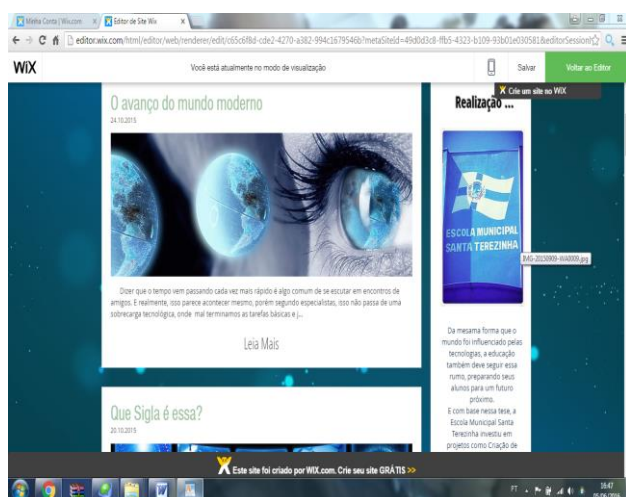 Minha Conta | Wix.com
Editor de Site Wix
editor.wix.com/html/editor/web/renderer/edit/c65c6f8d-cde2-4270-a382-994c1679546b?metaSiteId=49d0d3c8-ffb5-4323-b109-93b01e030581&editorSession
WiX
Você está atualmente no modo de visualização
Salvar
Voltar ao Editor
Crie um site no WiX
O avanço do mundo moderno
24.10.2015
Dizer que o tempo vem passando cada vez mais rápido é algo comum de se escutar em encontros de
amigos. E realmente, isso parece acontecer mesmo, porém segundo especialistas, isso não passa de uma
sobrecarga tecnológica, onde mal terminamos as tarefas básicas e j...
Leia Mais
Que Sigla é essa?
20.10.2015
Realização ...
ESCOLA MUNICIPAL
SANTA TEREZINHA
Da mesama forma que o
mundo foi influenciado pelas
tecnologias, a educação
também deve seguir essa
rumo, preparando seus
alunos para um futuro
próximo.
E com base nessa tese, a
Escola Municipal Santa
Terezinha investiu em
projetos como Criação de
Este site foi criado por WIX.com. Crie seu site GRÁTIS >>
PT
16:47